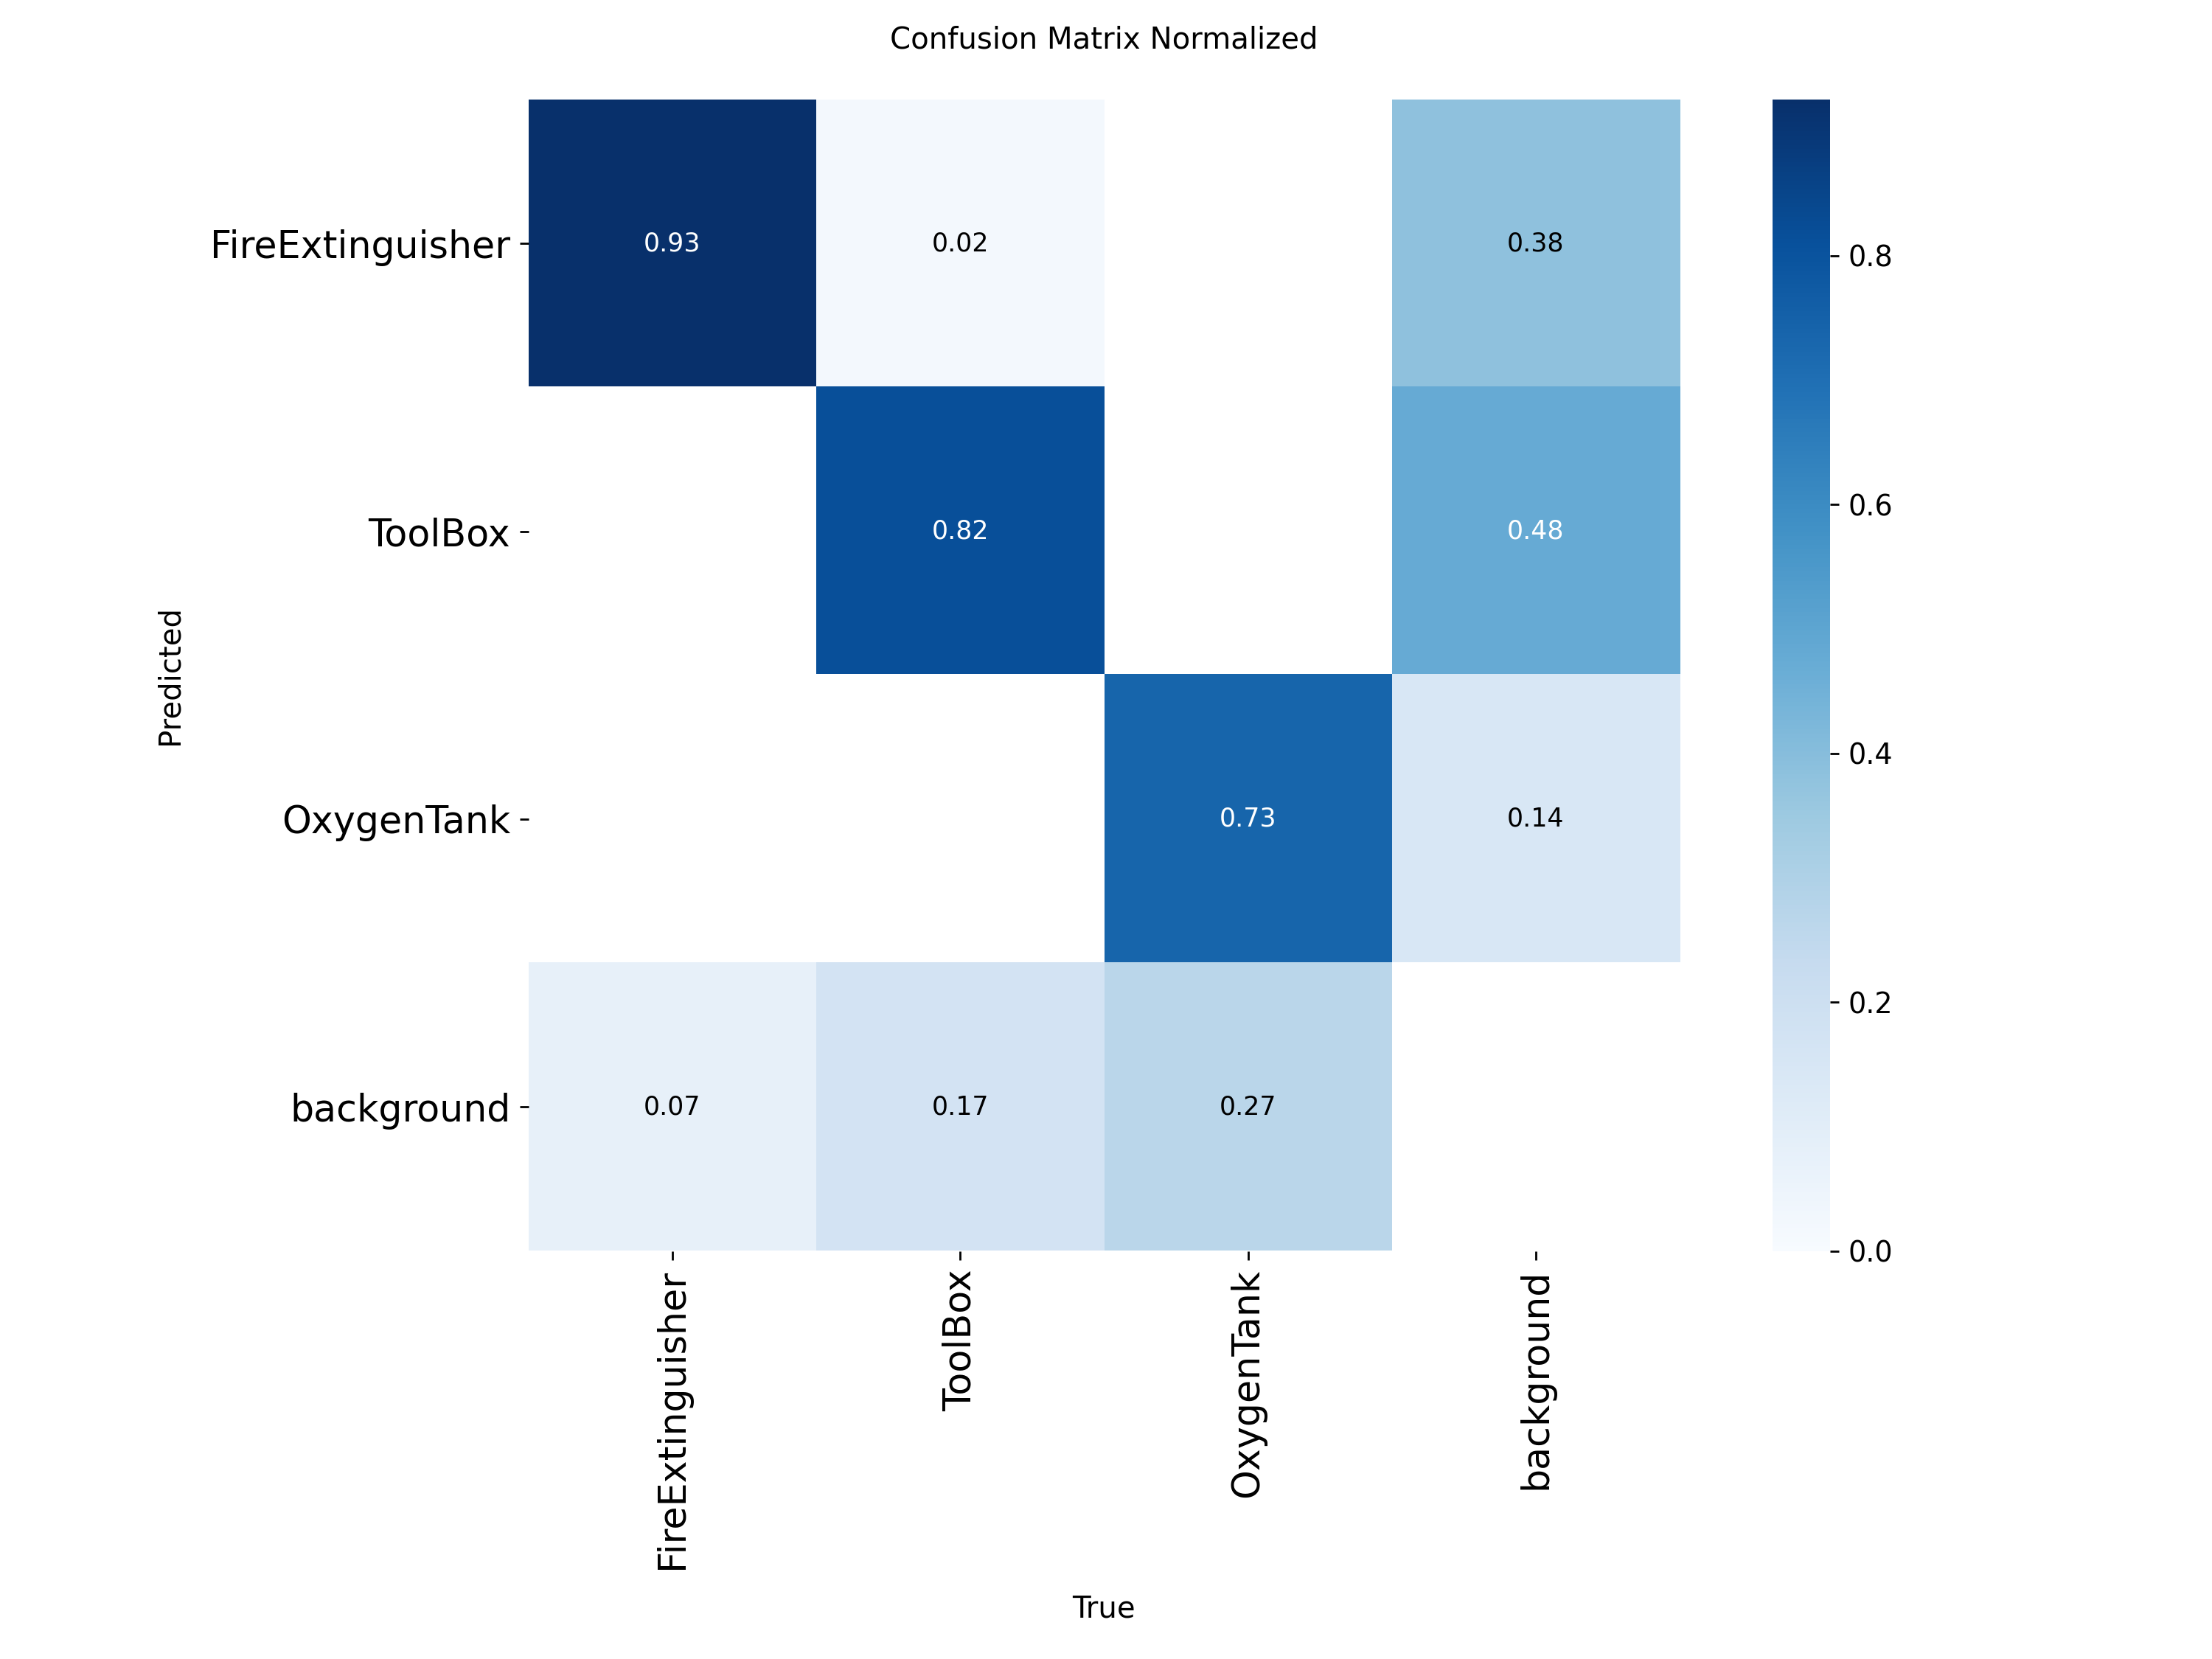 Confusion Matrix Normalized
FireExtinguisher
0.93
0.02
0.38
0.8
ToolBox
0.82
0.48
0.6
Predicted
OxygenTank
0.73
0.14
0.4
background
0.07
0.17
0.27
0.2
0.0
FireExtinguisher
ToolBox
OxygenTank
background
True